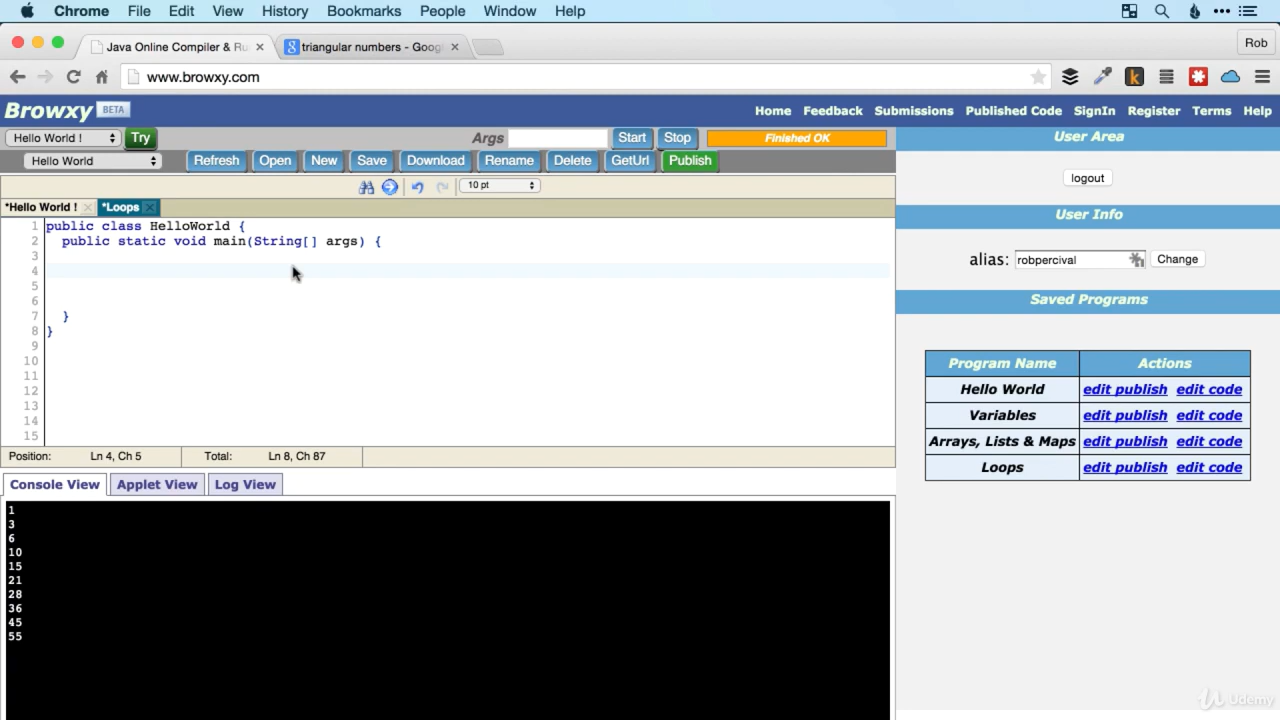 Chrome File Edit View History Bookmarks People Window Help
Java Online Compiler & Ru
triangular numbers - Goog
Rob
www.browxy.com
Browxy BETA
Home Feedback Submissions Published Code SignIn Register Terms Help
Hello World ! Try Args Start Stop Finished OK
Hello World Refresh Open New Save Download Rename Delete GetUrl Publish
10 pt
*Hello World ! *Loops
1 public class HelloWorld {
2 public static void main(String[] args) {
3
4
5
6
7 }
8 }
9
10
11
12
13
14
15
Position: Ln 4, Ch 5 Total: Ln 8, Ch 87
Console View Applet View Log View
1
3
6
10
15
21
28
36
45
55
User Area
logout
User Info
alias: robpercival Change
Saved Programs
Program Name Actions
Hello World edit publish edit code
Variables edit publish edit code
Arrays, Lists & Maps edit publish edit code
Loops edit publish edit code
Udemy